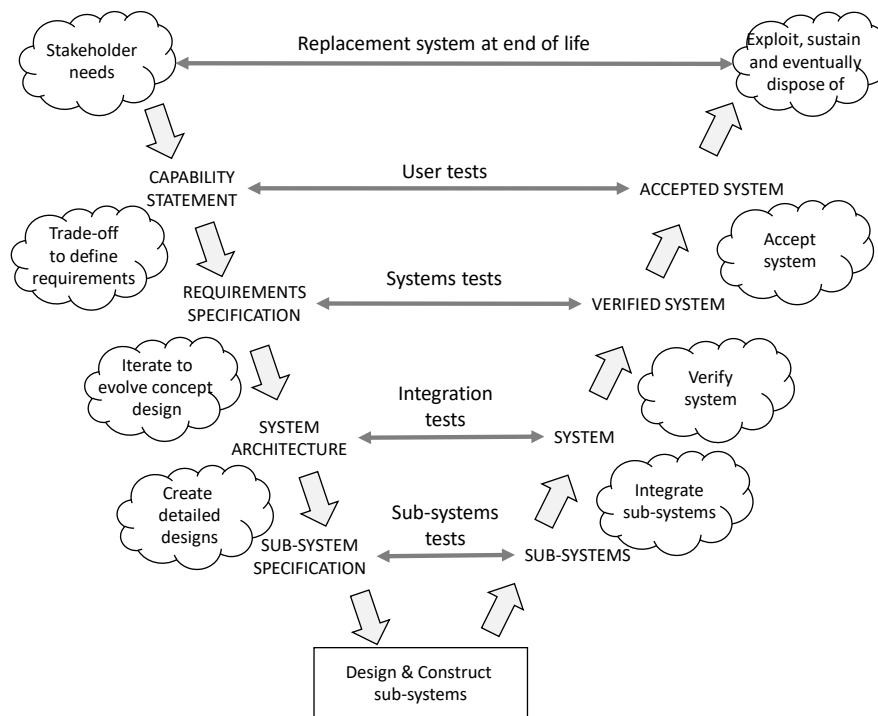 Stakeholder
needs
Replacement system at end of life
Exploit, sustain
and eventually
dispose of
CAPABILITY
STATEMENT
User tests
ACCEPTED SYSTEM
Trade-off
to define
requirements
Accept
system
REQUIREMENTS
SPECIFICATION
Systems tests
VERIFIED SYSTEM
Iterate to
evolve concept
design
Verify
system
SYSTEM
ARCHITECTURE
Integration
tests
SYSTEM
Create
detailed
designs
Integrate
sub-systems
SUB-SYSTEM
SPECIFICATION
Sub-systems
tests
SUB-SYSTEMS
Design & Construct
sub-systems